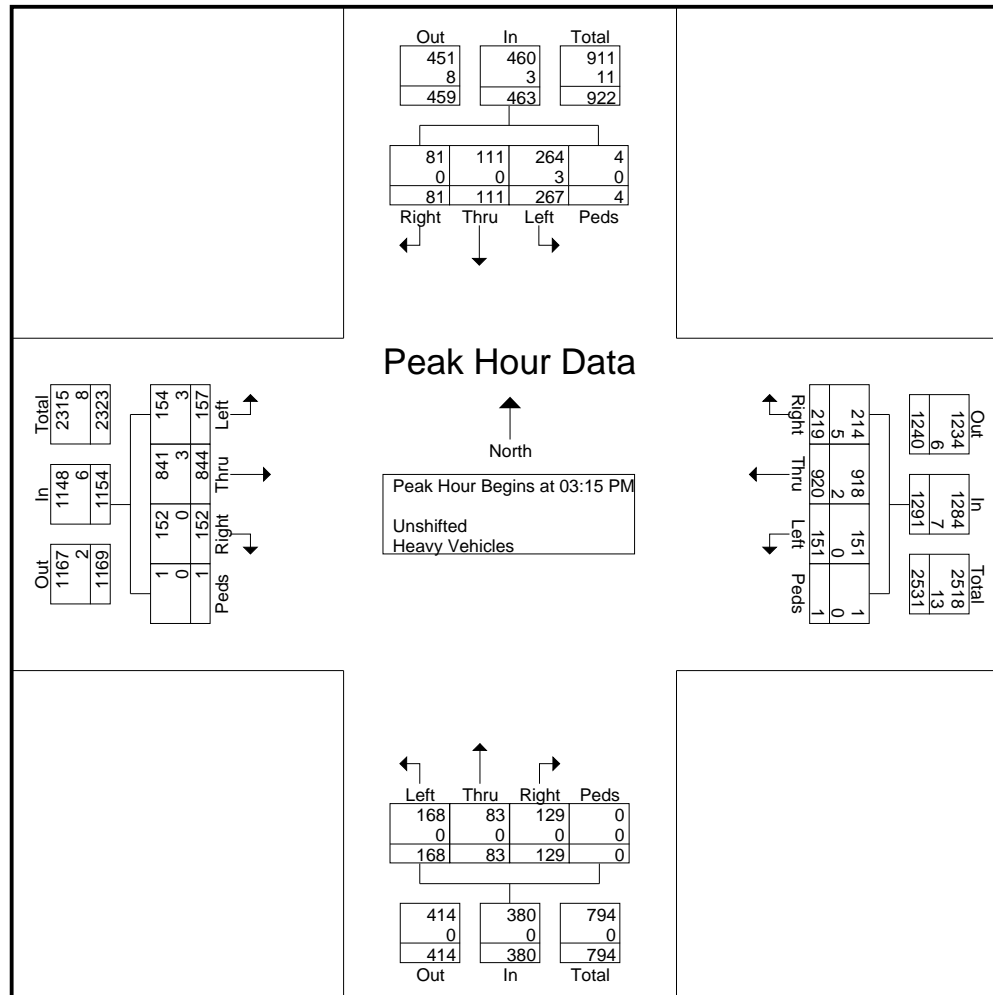 Out In Total
451 460 911
8 3 11
459 463 922
81 111 264 4
0 0 3 0
81 111 267 4
Right Thru Left Peds
Peak Hour Data
North
Peak Hour Begins at 03:15 PM
Unshifted
Heavy Vehicles
Total In Out
2315 1148 1167
8 6 2
2323 1154 1169
154 841 152 1
3 3 0 0
157 844 152 1
Left Thru Right Peds
Out In Total
1234 1284 2518
6 7 13
1240 1291 2531
214 918 151 1
5 2 0 0
219 920 151 1
Right Thru Left Peds
Left Thru Right Peds
168 83 129 0
0 0 0 0
168 83 129 0
414 380 794
0 0 0
414 380 794
Out In Total